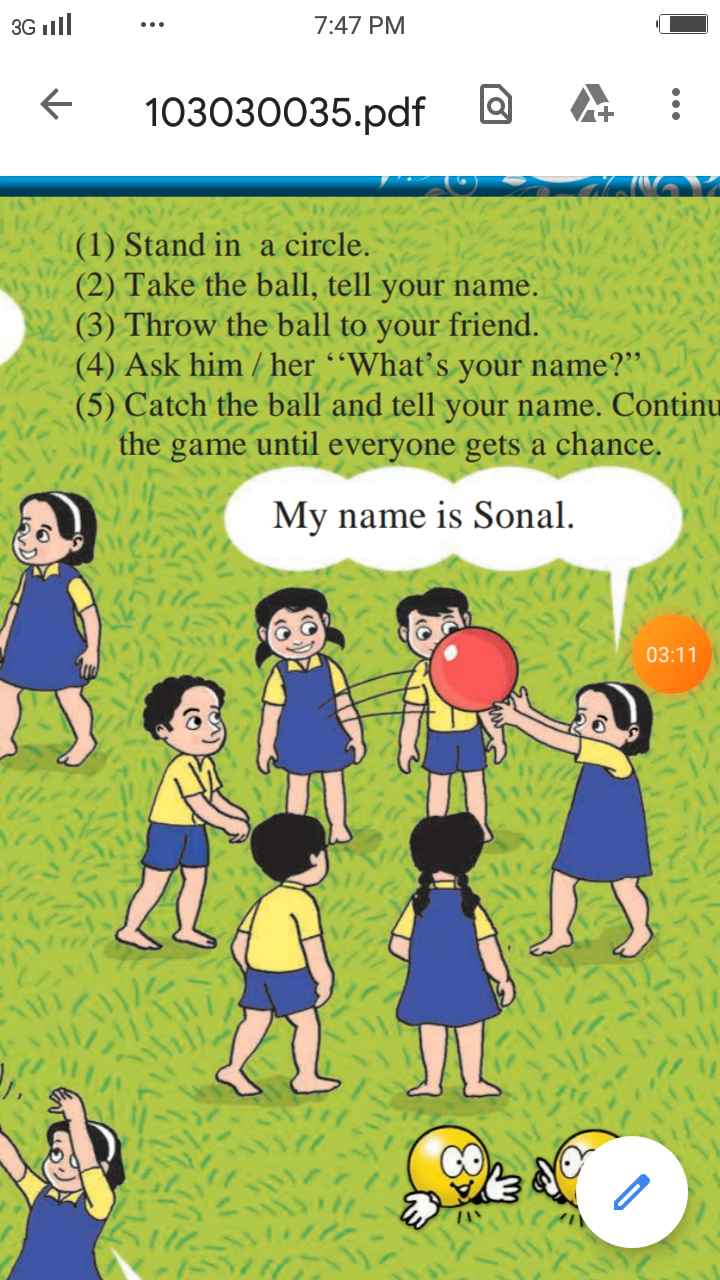 3G ... 7:47 PM
103030035.pdf
(1) Stand in a circle.
(2) Take the ball, tell your name.
(3) Throw the ball to your friend.
(4) Ask him / her ‘‘What’s your name?’’
(5) Catch the ball and tell your name. Continu
the game until everyone gets a chance.
My name is Sonal.
03:11